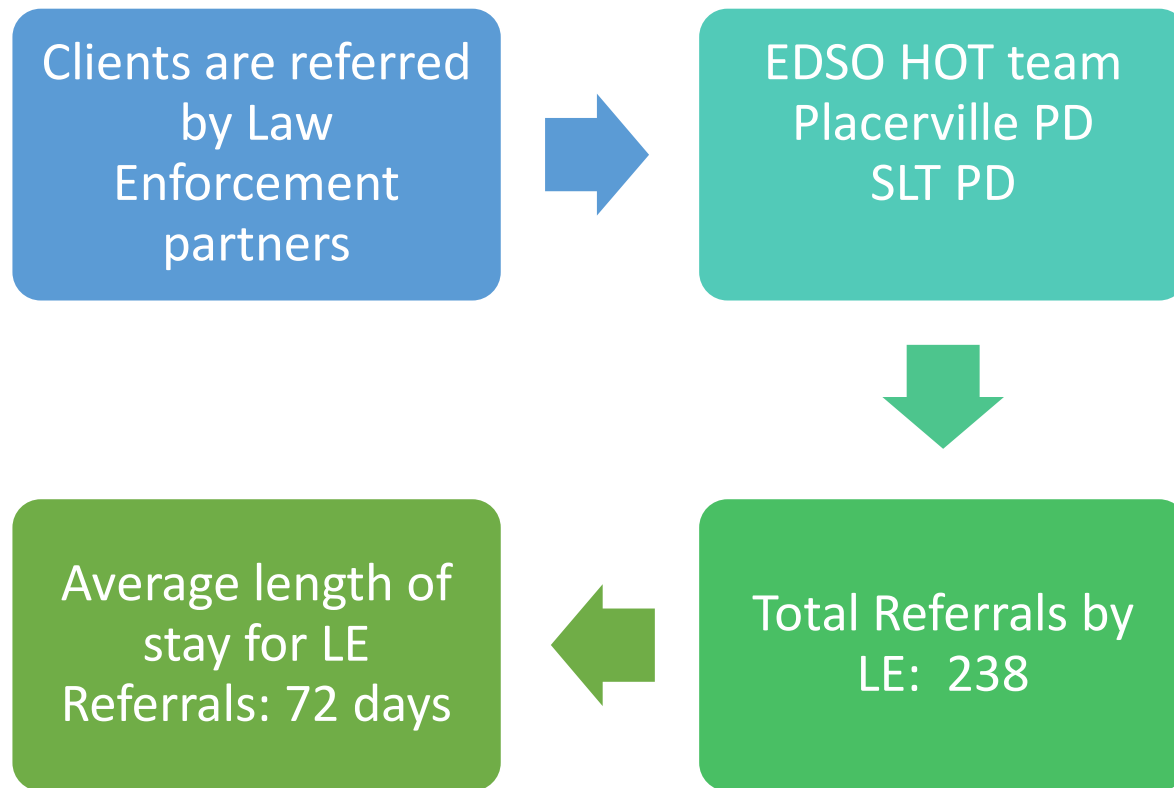 Clients are referred
by Law
Enforcement
partners
EDSO HOT team
Placerville PD
SLT PD
Total Referrals by
LE:  238
Average length of
stay for LE
Referrals: 72 days